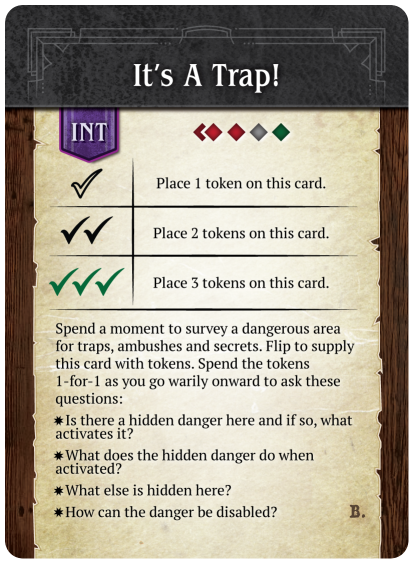 It's A Trap!
INT
Place 1 token on this card.
Place 2 tokens on this card.
Place 3 tokens on this card.
Spend a moment to survey a dangerous area
for traps, ambushes and secrets. Flip to supply
this card with tokens. Spend the tokens
1-for-1 as you go warily onward to ask these
questions:
✷Is there a hidden danger here and if so, what
activates it?
✷What does the hidden danger do when
activated?
✷What else is hidden here?
✷How can the danger be disabled?
B.